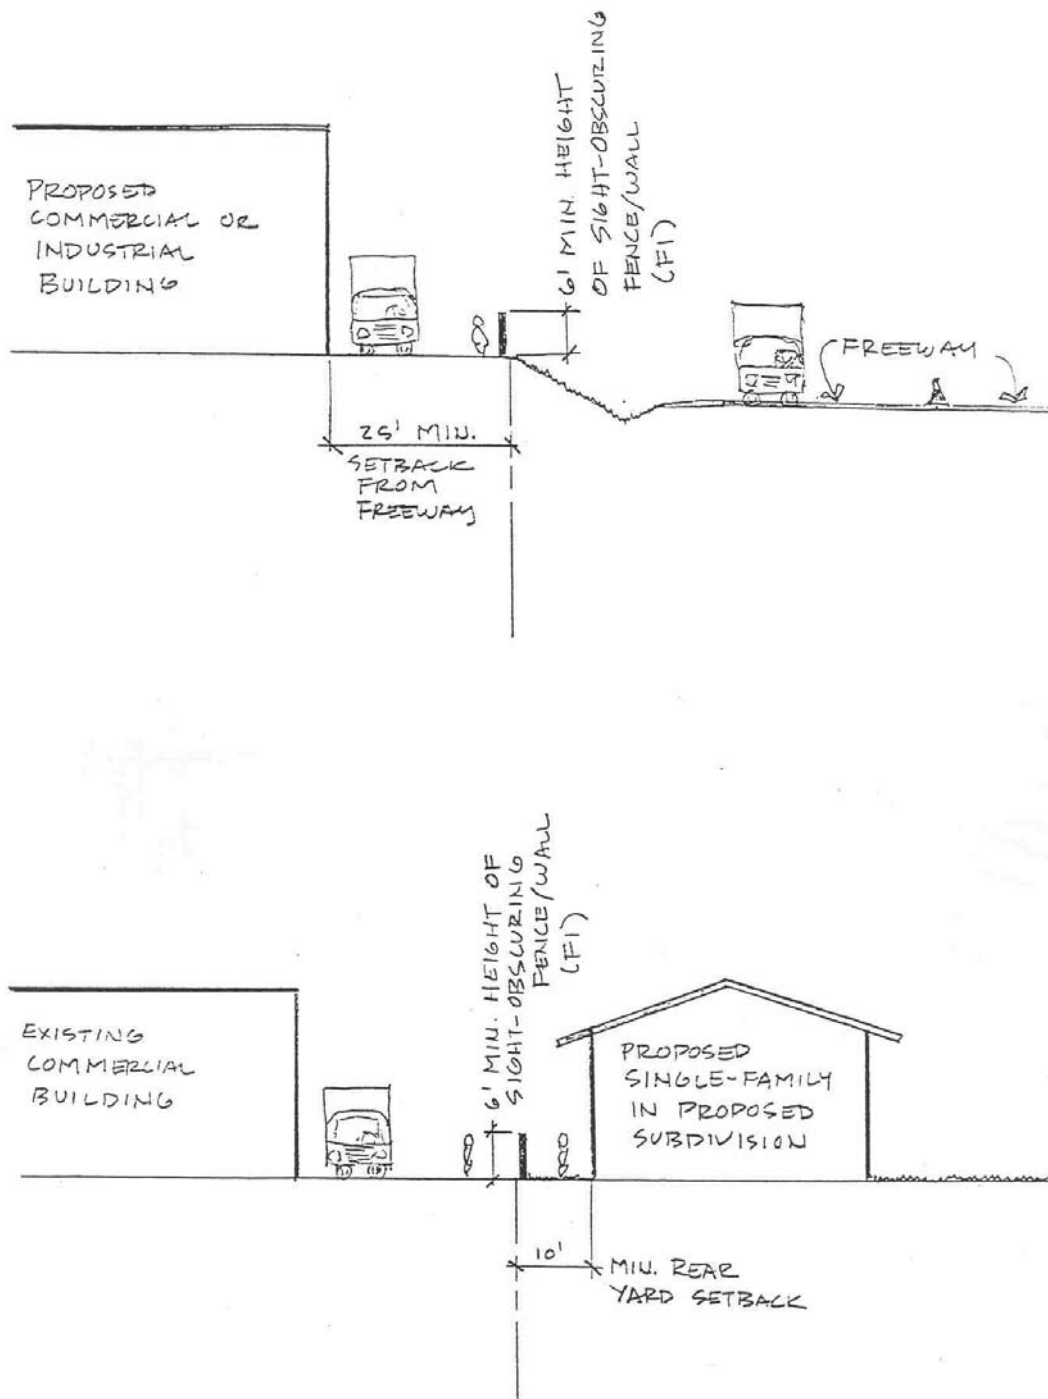 6' MIN. HEIGHT
OF SIGHT-OBSCURING
FENCE/WALL
(F1)
PROPOSED
COMMERCIAL OR
INDUSTRIAL
BUILDING
FREEWAY
25' MIN.
SETBACK
FROM
FREEWAY
6' MIN. HEIGHT OF
SIGHT-OBSCURING
FENCE/WALL
(F1)
EXISTING
COMMERCIAL
BUILDING
PROPOSED
SINGLE-FAMILY
IN PROPOSED
SUBDIVISION
10'
MIN. REAR
YARD SETBACK